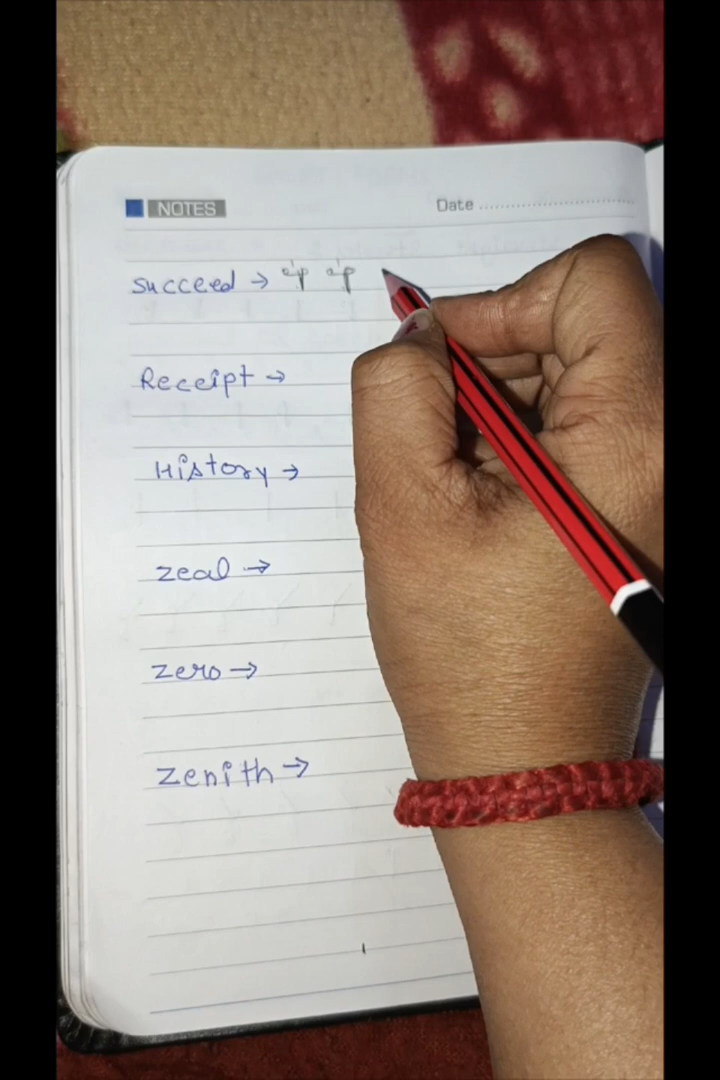 NOTES
Date
succeed →
Receipt →
History →
zeal →
zero →
zenith →